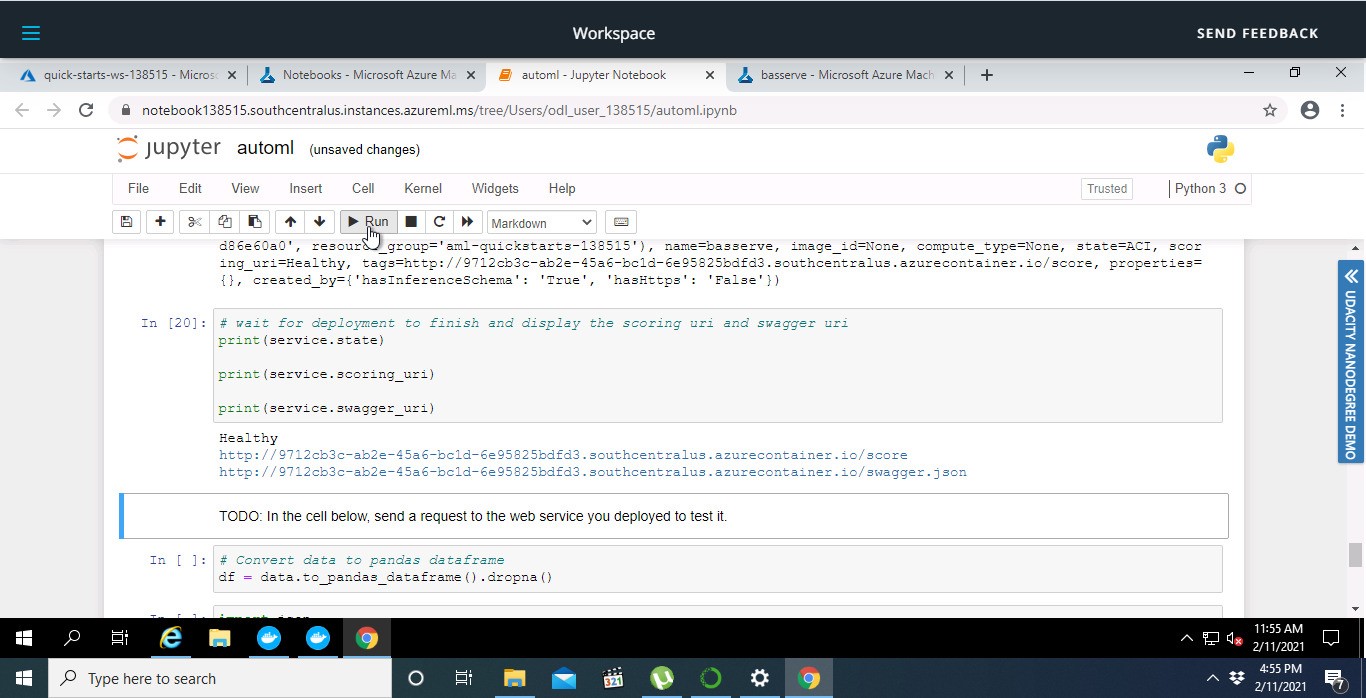 Workspace
SEND FEEDBACK
quick-starts-ws-138515 - Micros
Notebooks - Microsoft Azure Ma
automl - Jupyter Notebook
basserve - Microsoft Azure Mach
notebook138515.southcentralus.instances.azureml.ms/tree/Users/odl_user_138515/automl.ipynb
jupyter automl (unsaved changes)
File Edit View Insert Cell Kernel Widgets Help
Trusted
Python 3
Run
Markdown
d86e60a0', resource_group='aml-quickstarts-138515'), name=basserve, image_id=None, compute_type=None, state=ACI, scor
ing_uri=Healthy, tags=http://9712cb3c-ab2e-45a6-bc1d-6e95825bdfd3.southcentralus.azurecontainer.io/score, properties=
{}, created_by={'hasInferenceSchema': 'True', 'hasHttps': 'False'})
In [20]: # wait for deployment to finish and display the scoring uri and swagger uri
print(service.state)
print(service.scoring_uri)
print(service.swagger_uri)
Healthy
http://9712cb3c-ab2e-45a6-bc1d-6e95825bdfd3.southcentralus.azurecontainer.io/score
http://9712cb3c-ab2e-45a6-bc1d-6e95825bdfd3.southcentralus.azurecontainer.io/swagger.json
TODO: In the cell below, send a request to the web service you deployed to test it.
In [ ]: # Convert data to pandas dataframe
df = data.to_pandas_dataframe().dropna()
UDACITY NANODEGREE DEMO
11:55 AM
2/11/2021
Type here to search
321
4:55 PM
2/11/2021
7